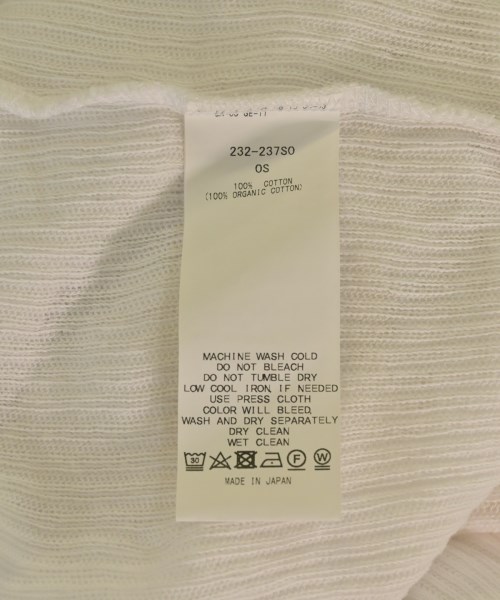 232-237SO
OS
100% COTTON
(100% ORGANIC COTTON)
MACHINE WASH COLD
DO NOT BLEACH
DO NOT TUMBLE DRY
LOW COOL IRON, IF NEEDED
USE PRESS CLOTH
COLOR WILL BLEED,
WASH AND DRY SEPARATELY
DRY CLEAN
WET CLEAN
30 F W
MADE IN JAPAN